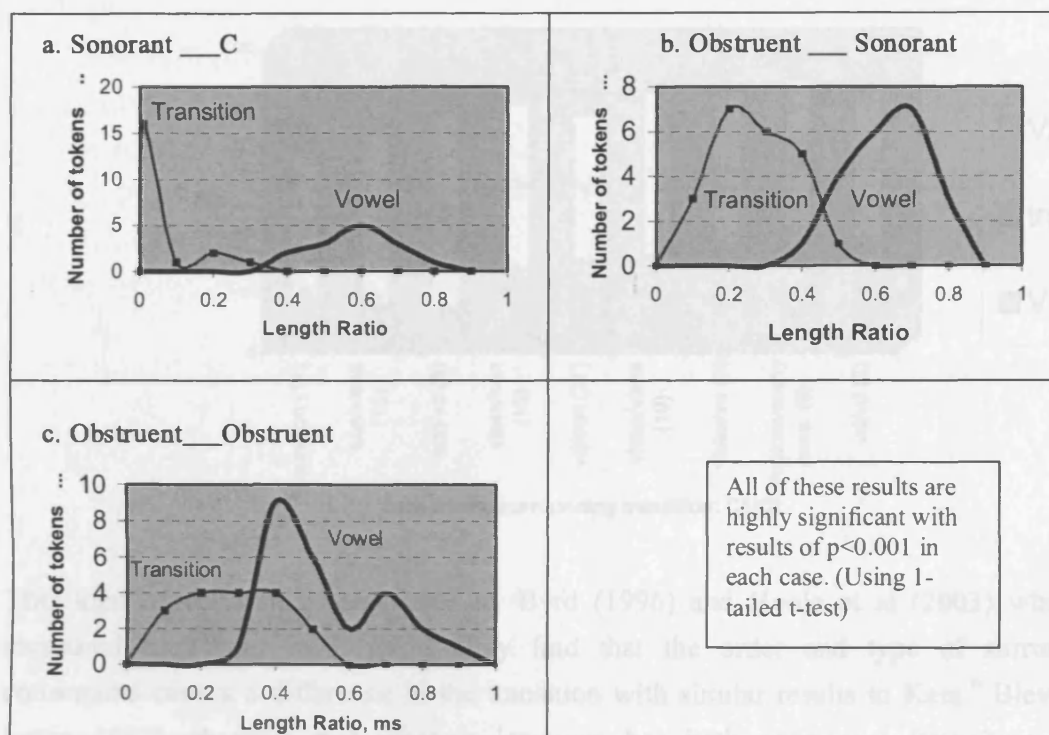 a. Sonorant ___C
Number of tokens
20
15
10
5
0
Transition
Vowel
0 0.2 0.4 0.6 0.8 1
Length Ratio
b. Obstruent ___ Sonorant
Number of tokens
8
6
4
2
0
Transition Vowel
0 0.2 0.4 0.6 0.8 1
Length Ratio
c. Obstruent___Obstruent
Number of tokens
10
8
6
4
2
0
Transition
Vowel
0 0.2 0.4 0.6 0.8 1
Length Ratio, ms
All of these results are
highly significant with
results of p<0.001 in
each case. (Using 1-
tailed t-test)